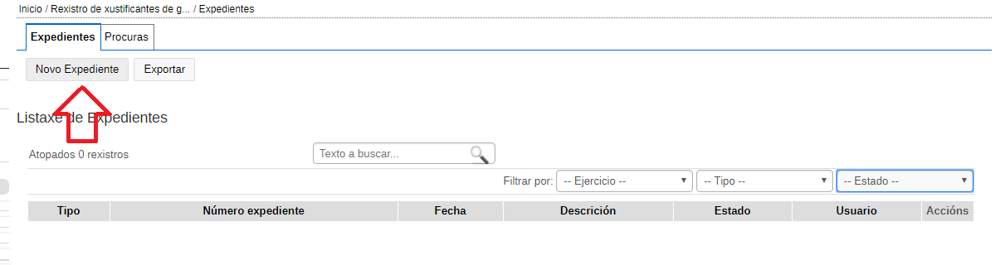 Inicio / Rexistro de xustificantes de g... / Expedientes
Expedientes Procuras
Novo Expediente Exportar
Listaxe de Expedientes
Atopados 0 rexistros Texto a buscar...
Filtrar por: -- Ejercicio -- -- Tipo -- -- Estado --
Tipo Número expediente Fecha Descrición Estado Usuario Accións